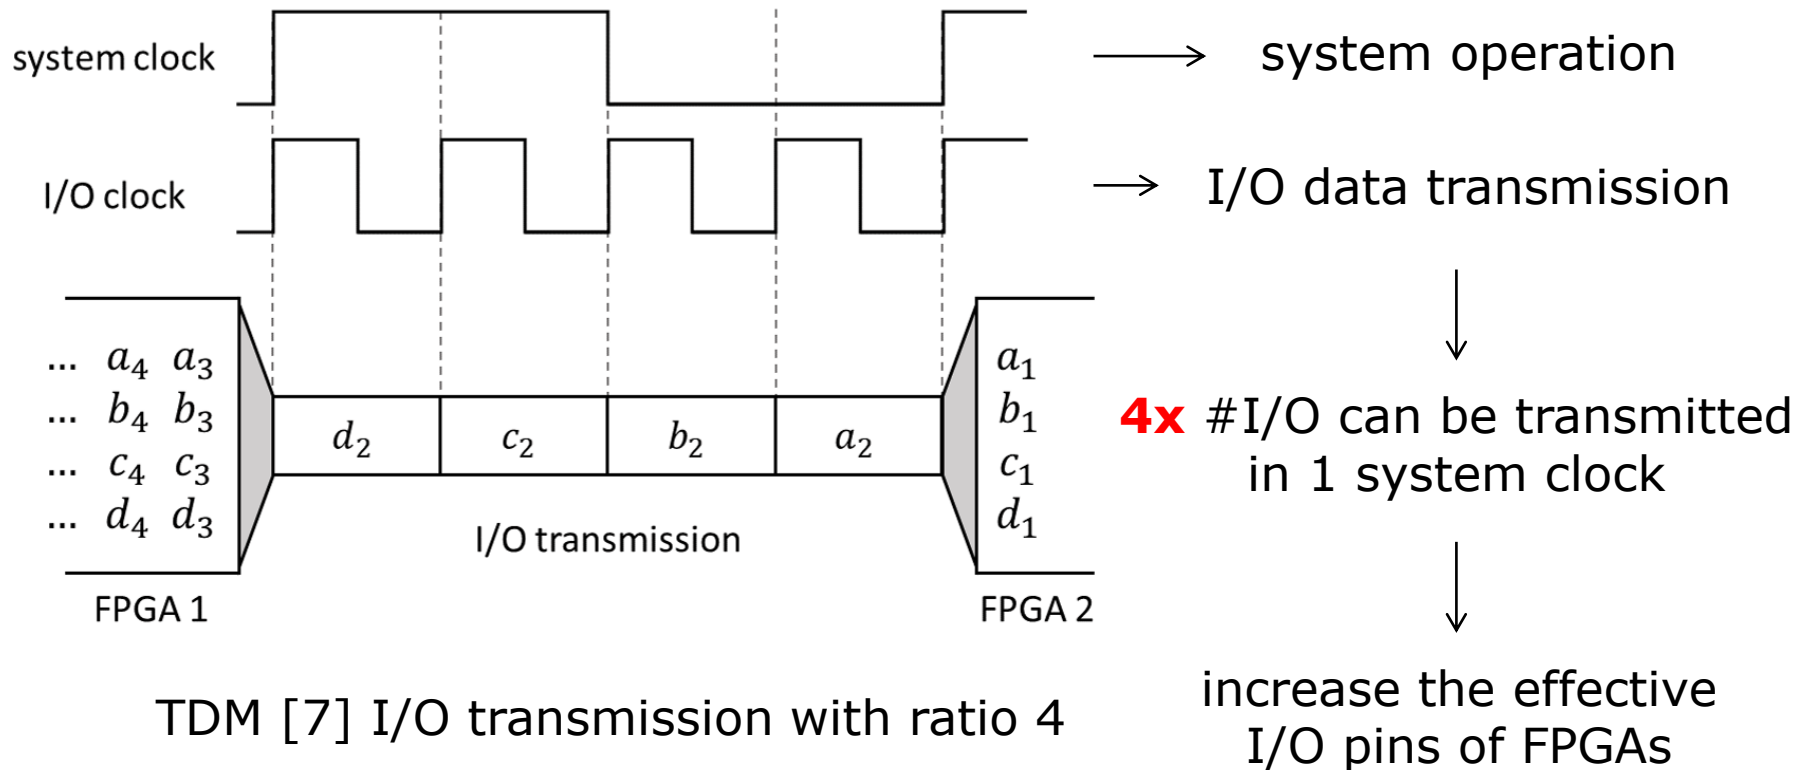 system clock
system operation
I/O clock
I/O data transmission
... a₄ a₃
... b₄ b₃
... c₄ c₃
... d₄ d₃
d₂ c₂ b₂ a₂
a₁
b₁
c₁
d₁
I/O transmission
FPGA 1
FPGA 2
4x #I/O can be transmitted
in 1 system clock
TDM [7] I/O transmission with ratio 4
increase the effective
I/O pins of FPGAs